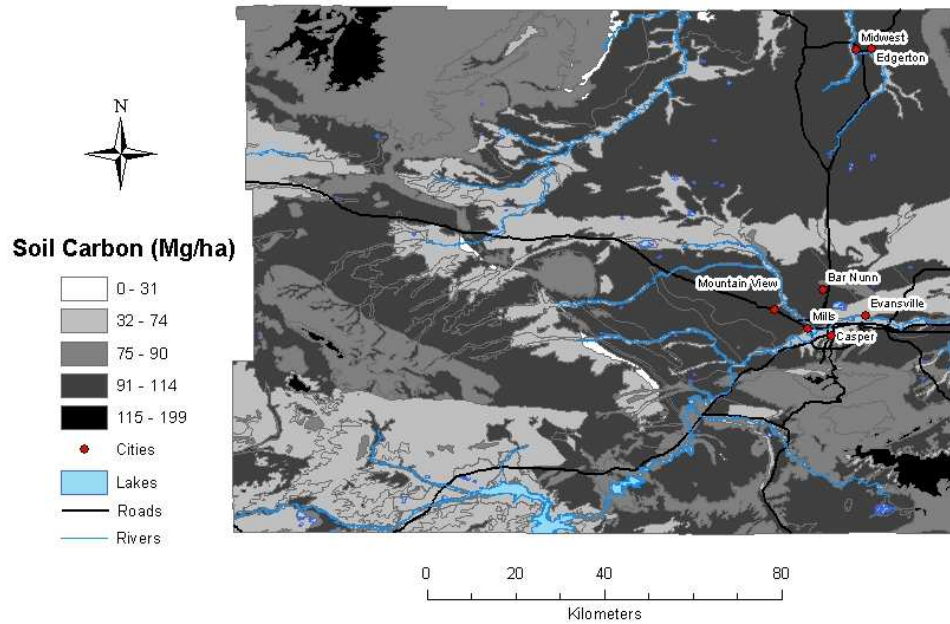 Midwest
Edgerton
N
Soil Carbon (Mg/ha)
0 - 31
32 - 74
75 - 90
91 - 114
115 - 199
Cities
Lakes
Roads
Rivers
Bar Nunn
Mountain View
Evansville
Mills
Casper
0 20 40 80
Kilometers